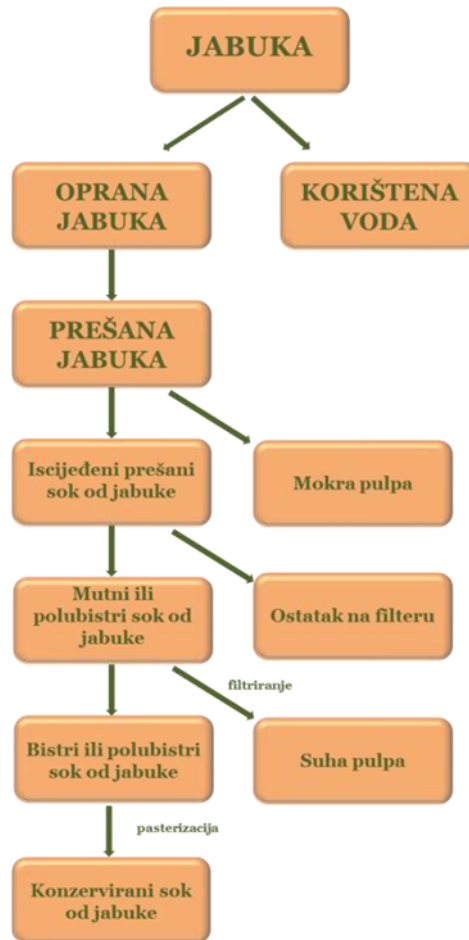 JABUKA
OPRANA
JABUKA
KORIŠTENA
VODA
PREŠANA
JABUKA
Iscijeđeni prešani
sok od jabuke
Mokra pulpa
Mutni ili
polubistri sok od
jabuke
Ostatak na filteru
filtriranje
Bistri ili polubistri
sok od jabuke
Suha pulpa
pasterizacija
Konzervirani sok
od jabuke